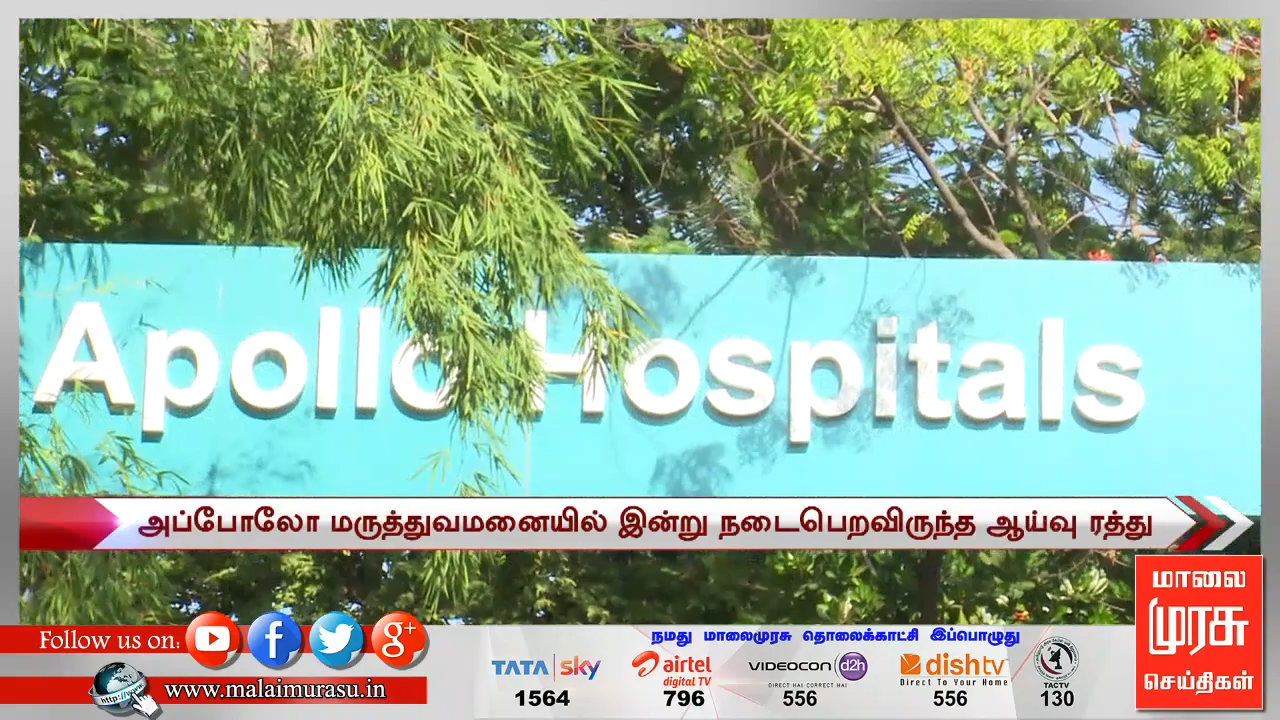 Apollo Hospitals
அப்போலோ மருத்துவமனையில் இன்று நடைபெறவிருந்த ஆய்வு ரத்து
மாலை
முரசு
செய்திகள்
Follow us on:
g+
http://
www.malaimurasu.in
நமது மாலைமுரசு தொலைக்காட்சி இப்பொழுது
TATA sky
1564
airtel
digital TV
796
VIDEOCON d2h
DIRECT HAI CORRECT HAI
556
dishtv
Direct To Your Home
556
TACTV
130